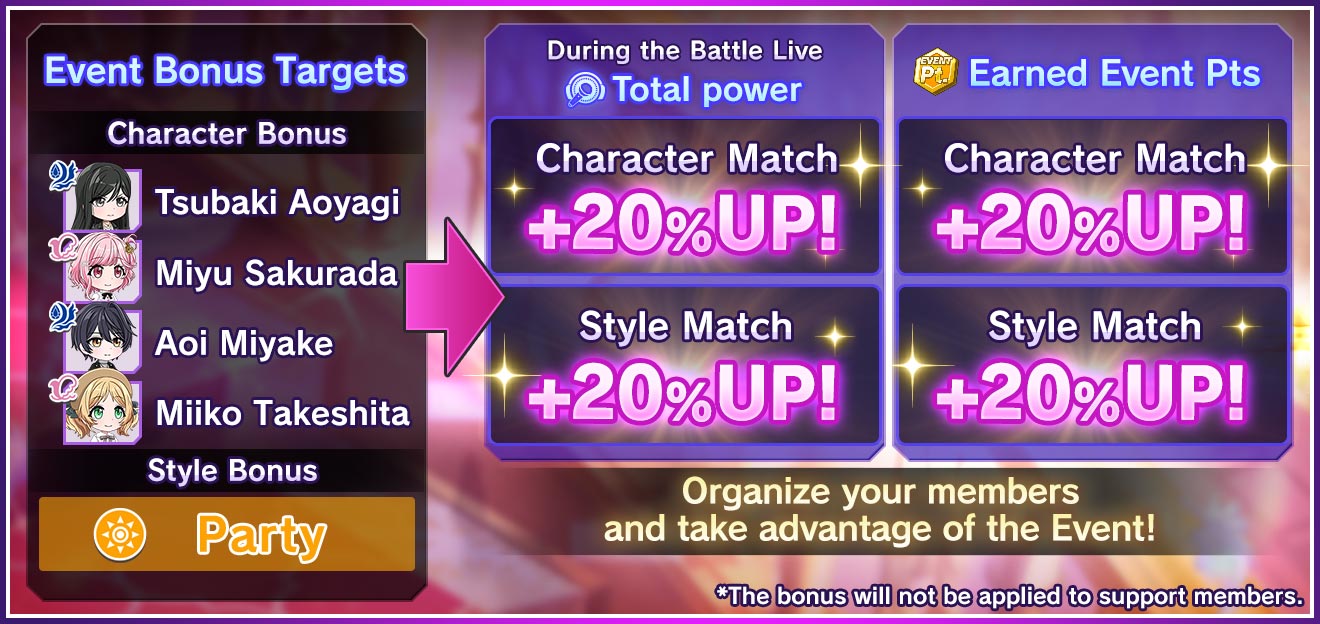 Event Bonus Targets
Character Bonus
Tsubaki Aoyagi
Miyu Sakurada
Aoi Miyake
Miiko Takeshita
Style Bonus
Party
During the Battle Live
Total power
Character Match
+20%UP!
Style Match
+20%UP!
EVENT
Pt.
Earned Event Pts
Character Match
+20%UP!
Style Match
+20%UP!
Organize your members
and take advantage of the Event!
*The bonus will not be applied to support members.